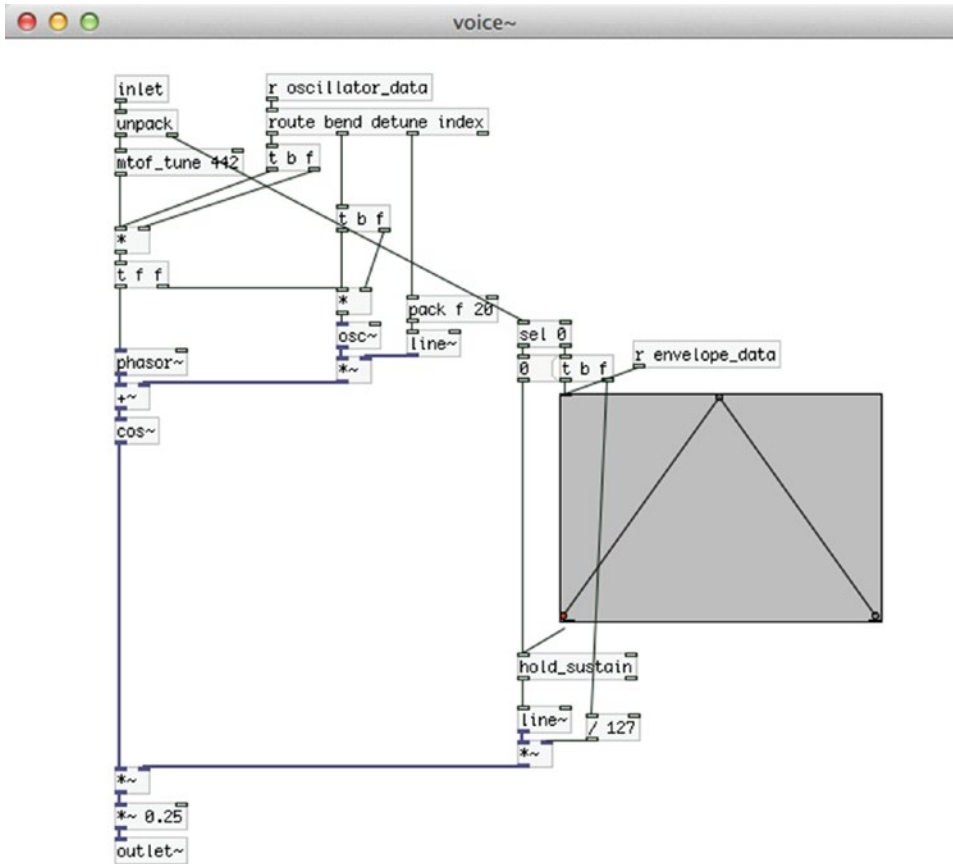 voice~
inlet
r oscillator_data
unpack
route bend detune index
mtof_tune 442
t b f
t b f
*
t f f
*
pack f 20
osc~
line~
sel 0
r envelope_data
phasor~
*~
0
t b f
+~
cos~
hold_sustain
line~
/ 127
*~
*~
*~ 0.25
outlet~